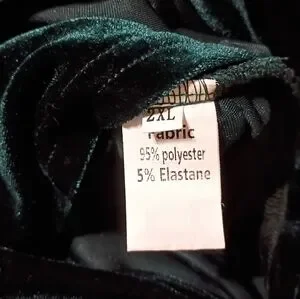 2XL
Fabric
95% polyester
5% Elastane